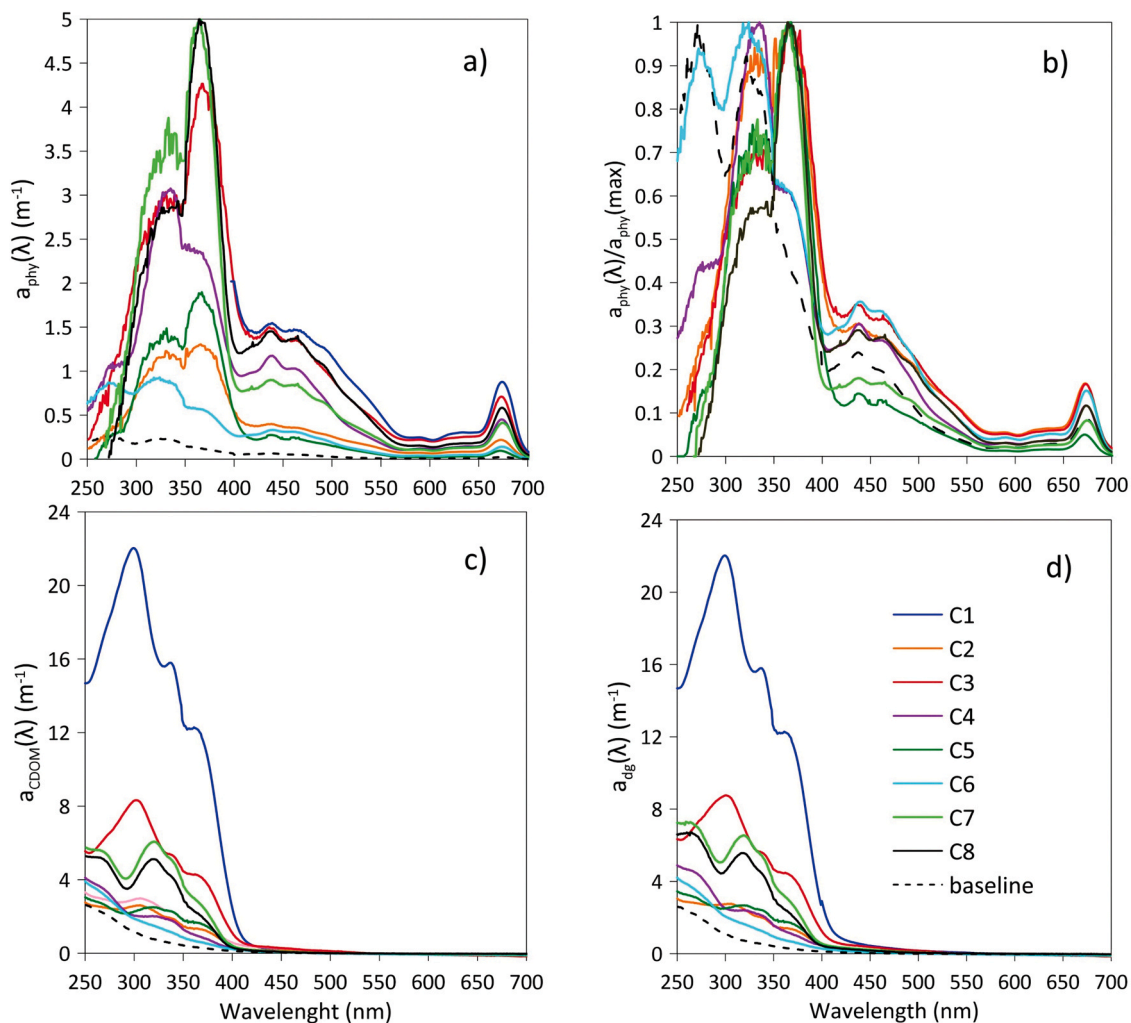 a)
a_phy(λ) (m⁻¹)
5
4.5
4
3.5
3
2.5
2
1.5
1
0.5
0
250 300 350 400 450 500 550 600 650 700
b)
a_phy(λ)/a_phy(max)
1
0.9
0.8
0.7
0.6
0.5
0.4
0.3
0.2
0.1
0
250 300 350 400 450 500 550 600 650 700
c)
a_CDOM(λ) (m⁻¹)
24
20
16
12
8
4
0
250 300 350 400 450 500 550 600 650 700
Wavelenght (nm)
d)
a_dg(λ) (m⁻¹)
24
20
16
12
8
4
0
250 300 350 400 450 500 550 600 650 700
Wavelength (nm)
C1
C2
C3
C4
C5
C6
C7
C8
baseline